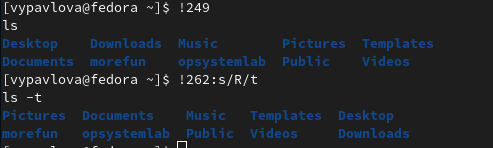 [vypavlova@fedora ~]$ !249
ls
Desktop Downloads Music Pictures Templates
Documents morefun opsystemlab Public Videos
[vypavlova@fedora ~]$ !262:s/R/t
ls -t
Pictures Documents Music Templates Desktop
morefun opsystemlab Public Videos Downloads